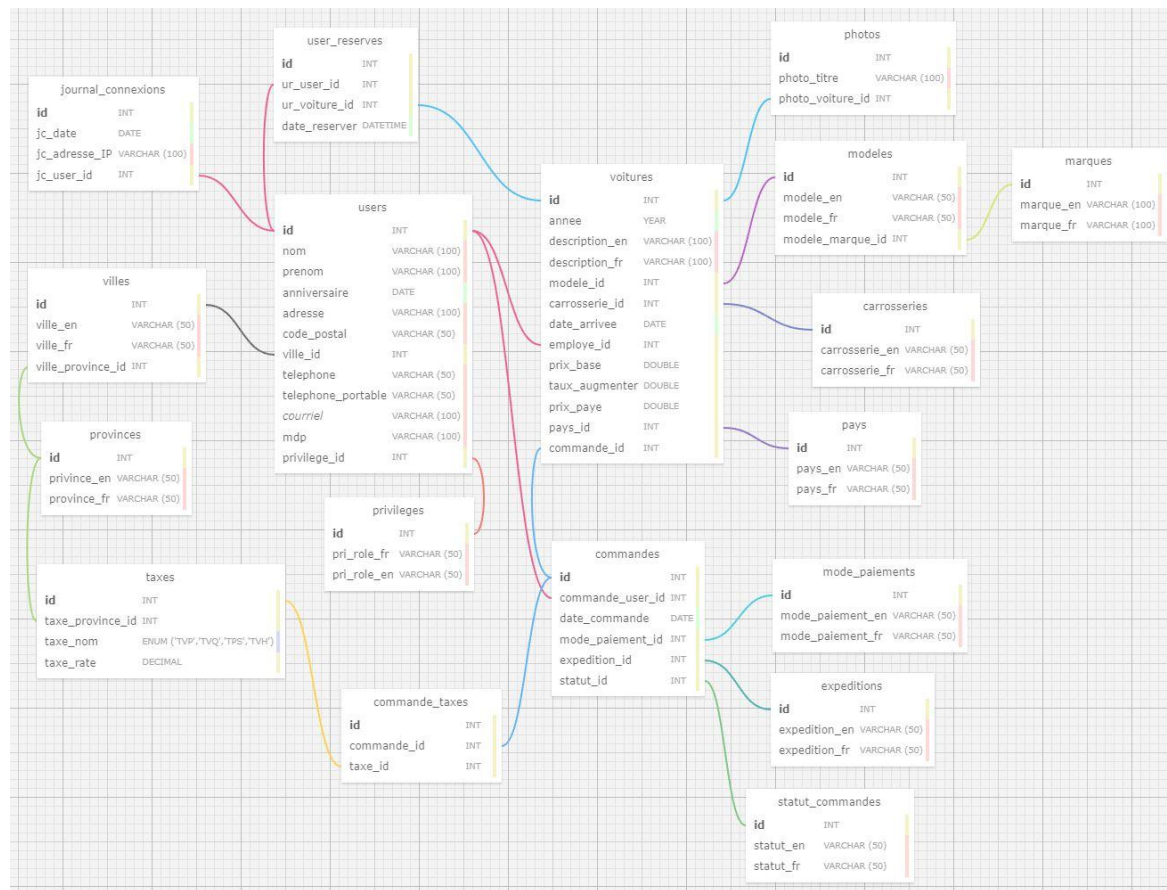 user_reserves
id INT
ur_user_id INT
ur_voiture_id INT
date_reserver DATETIME
photos
id INT
photo_titre VARCHAR (100)
photo_voiture_id INT
journal_connexions
id INT
jc_date DATE
jc_adresse_IP VARCHAR (100)
jc_user_id INT
modeles
id INT
modele_en VARCHAR (50)
modele_fr VARCHAR (50)
modele_marque_id INT
marques
id INT
marque_en VARCHAR (100)
marque_fr VARCHAR (100)
voitures
id INT
annee YEAR
description_en VARCHAR (100)
description_fr VARCHAR (100)
modele_id INT
carrosserie_id INT
date_arrivee DATE
employe_id INT
prix_base DOUBLE
taux_augmenter DOUBLE
prix_paye DOUBLE
pays_id INT
commande_id INT
users
id INT
nom VARCHAR (100)
prenom VARCHAR (100)
anniversaire DATE
adresse VARCHAR (100)
code_postal VARCHAR (50)
ville_id INT
telephone VARCHAR (50)
telephone_portable VARCHAR (50)
courriel VARCHAR (100)
mdp VARCHAR (100)
privilege_id INT
villes
id INT
ville_en VARCHAR (50)
ville_fr VARCHAR (50)
ville_province_id INT
carrosseries
id INT
carrosserie_en VARCHAR (50)
carrosserie_fr VARCHAR (50)
provinces
id INT
privince_en VARCHAR (50)
province_fr VARCHAR (50)
pays
id INT
pays_en VARCHAR (50)
pays_fr VARCHAR (50)
privileges
id INT
pri_role_fr VARCHAR (50)
pri_role_en VARCHAR (50)
commandes
id INT
commande_user_id INT
date_commande DATE
mode_paiement_id INT
expedition_id INT
statut_id INT
mode_paiements
id INT
mode_paiement_en VARCHAR (50)
mode_paiement_fr VARCHAR (50)
taxes
id INT
taxe_province_id INT
taxe_nom ENUM ('TVP','TVQ','TPS','TVH')
taxe_rate DECIMAL
commande_taxes
id INT
commande_id INT
taxe_id INT
expeditions
id INT
expedition_en VARCHAR (50)
expedition_fr VARCHAR (50)
statut_commandes
id INT
statut_en VARCHAR (50)
statut_fr VARCHAR (50)